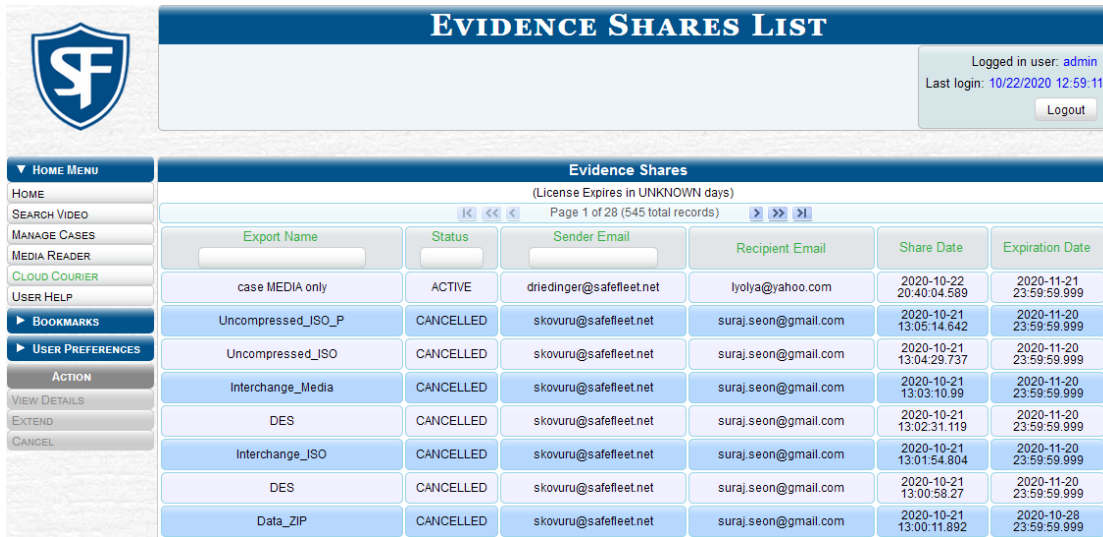 EVIDENCE SHARES LIST
SF
Logged in user: admin
Last login: 10/22/2020 12:59:11
Logout
▼ HOME MENU
HOME
SEARCH VIDEO
MANAGE CASES
MEDIA READER
CLOUD COURIER
USER HELP
► BOOKMARKS
► USER PREFERENCES
ACTION
VIEW DETAILS
EXTEND
CANCEL
Evidence Shares
(License Expires in UNKNOWN days)
Page 1 of 28 (545 total records)
Export Name Status Sender Email Recipient Email Share Date Expiration Date
case MEDIA only ACTIVE driedinger@safefleet.net lyolya@yahoo.com 2020-10-22 20:40:04.589 2020-11-21 23:59:59.999
Uncompressed_ISO_P CANCELLED skovuru@safefleet.net suraj.seon@gmail.com 2020-10-21 13:05:14.642 2020-11-20 23:59:59.999
Uncompressed_ISO CANCELLED skovuru@safefleet.net suraj.seon@gmail.com 2020-10-21 13:04:29.737 2020-11-20 23:59:59.999
Interchange_Media CANCELLED skovuru@safefleet.net suraj.seon@gmail.com 2020-10-21 13:03:10.99 2020-11-20 23:59:59.999
DES CANCELLED skovuru@safefleet.net suraj.seon@gmail.com 2020-10-21 13:02:31.119 2020-11-20 23:59:59.999
Interchange_ISO CANCELLED skovuru@safefleet.net suraj.seon@gmail.com 2020-10-21 13:01:54.804 2020-11-20 23:59:59.999
DES CANCELLED skovuru@safefleet.net suraj.seon@gmail.com 2020-10-21 13:00:58.27 2020-11-20 23:59:59.999
Data_ZIP CANCELLED skovuru@safefleet.net suraj.seon@gmail.com 2020-10-21 13:00:11.892 2020-10-28 23:59:59.999